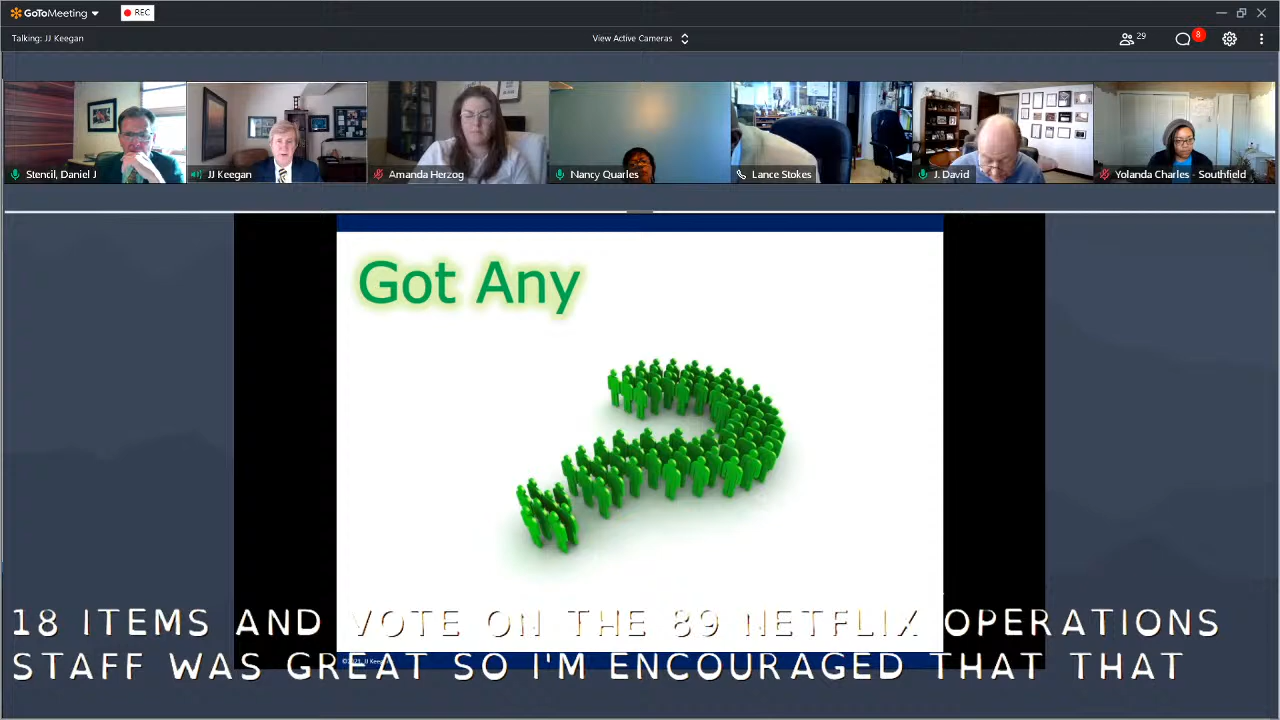 GoToMeeting
REC
Talking: JJ Keegan
View Active Cameras
29
8
Stencil, Daniel J
JJ Keegan
Amanda Herzog
Nancy Quarles
Lance Stokes
J. David
Yolanda Charles - Southfield
Got Any
18 ITEMS AND VOTE ON THE 89 NETFLIX OPERATIONS
STAFF WAS GREAT SO I'M ENCOURAGED THAT THAT